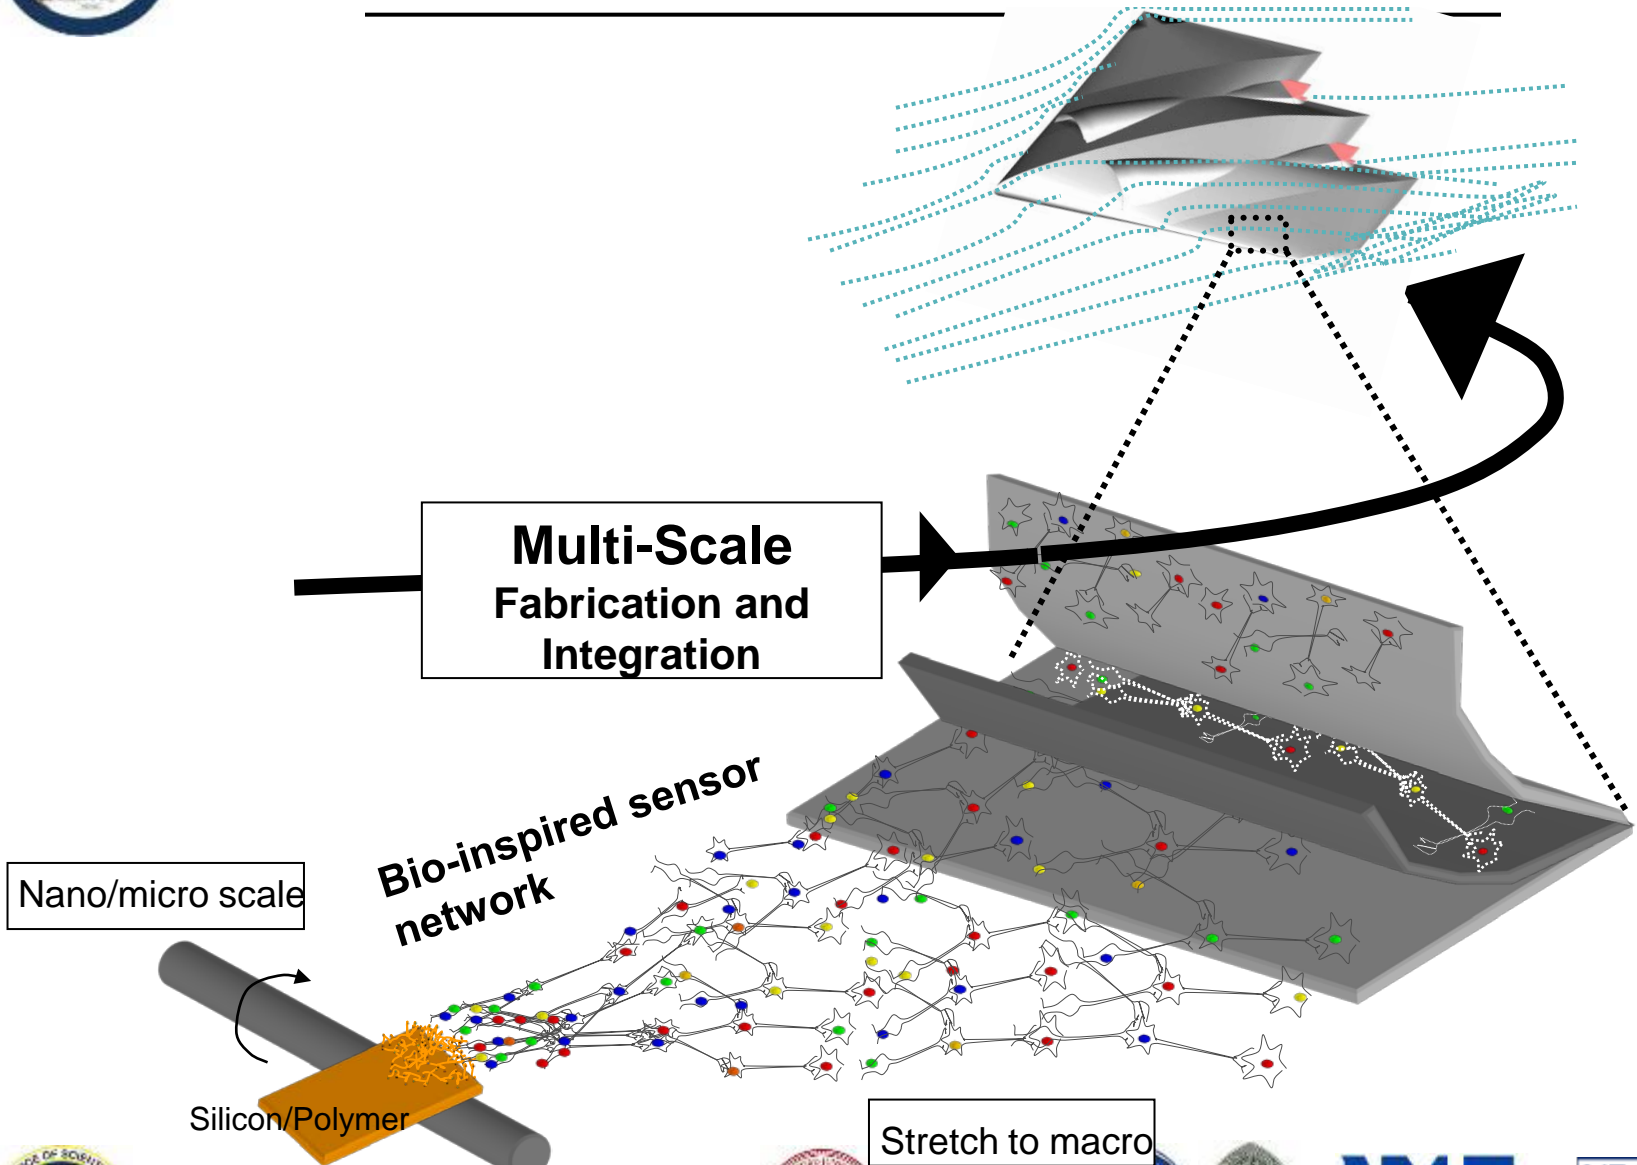 Multi-Scale
Fabrication and
Integration
Bio-inspired sensor
network
Nano/micro scale
Silicon/Polymer
Stretch to macro